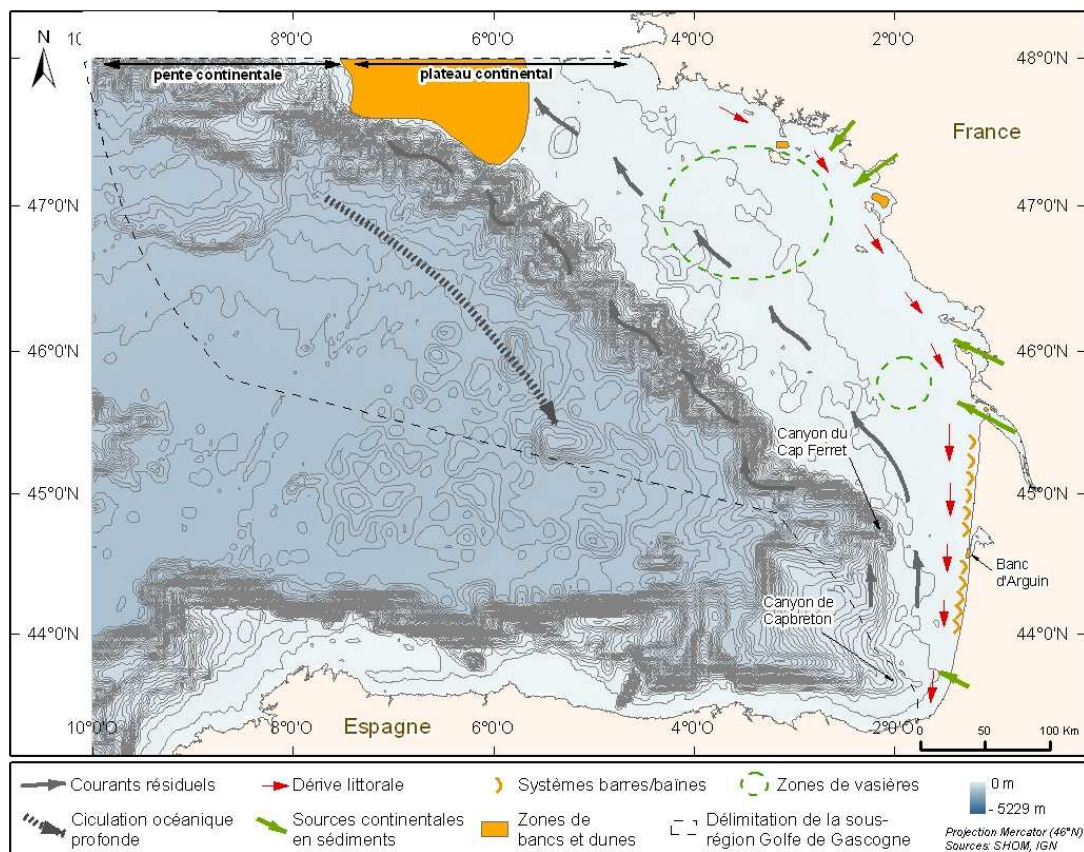 N
10
8°0'O
6°0'O
4°0'O
2°0'O
48°0'N
48°0'N
pente continentale
plateau continental
France
47°0'N
47°0'N
46°0'N
46°0'N
Canyon du
Cap Ferret
45°0'N
45°0'N
Banc
d'Arguin
Canyon de
Capbreton
44°0'N
44°0'N
Espagne
10°0'O
8°0'O
6°0'O
4°0'O
2°0'O
0
50
100 Km
Courants résiduels
Dérive littorale
Systèmes barres/baïnes
Zones de vasières
0 m
- 5229 m
Ciculation océanique
profonde
Sources continentales
en sédiments
Zones de
bancs et dunes
Délimitation de la sous-
région Golfe de Gascogne
Projection Mercator (46°N)
Sources: SHOM, IGN